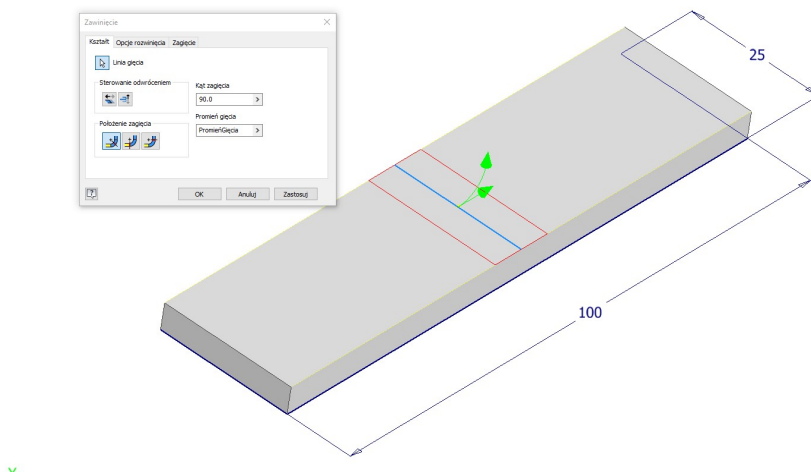 Zawinięcie
Kształt Opcje rozwinięcia Zagięcie
Linia gięcia
Sterowanie odwróceniem
Kąt zagięcia
90.0
Promień gięcia
Położenie zagięcia
PromieńGięcia
OK Anuluj Zastosuj
25
100
Y